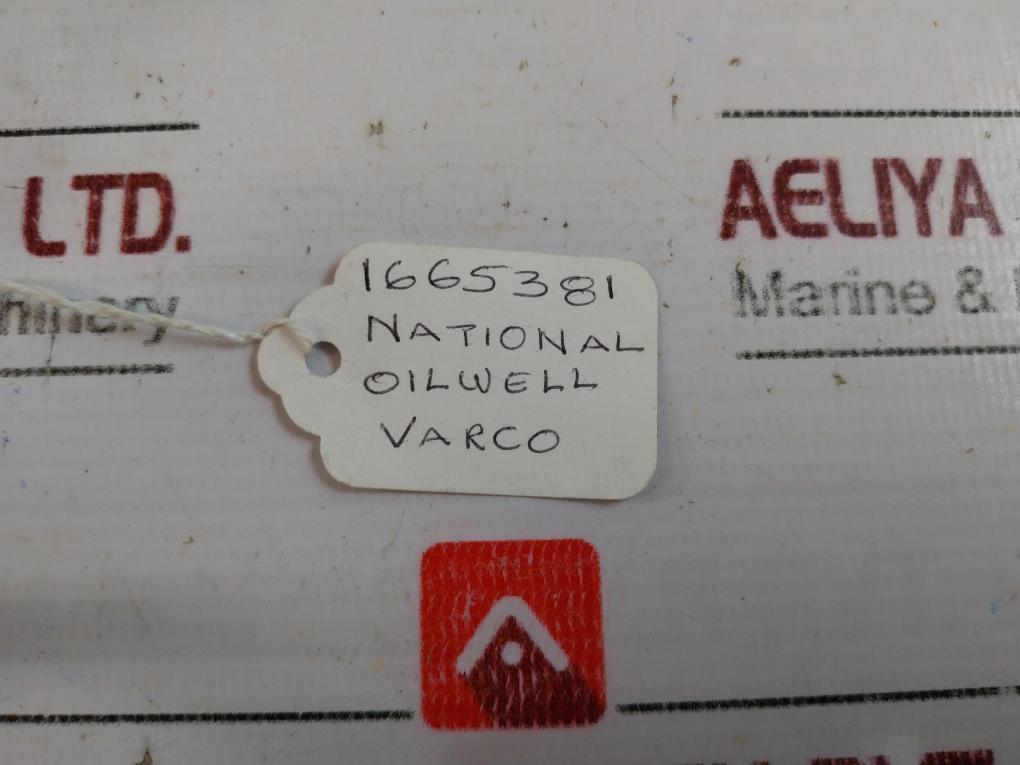 LTD.
AELIYA
Marine &
1665381
NATIONAL
OILWELL
VARCO